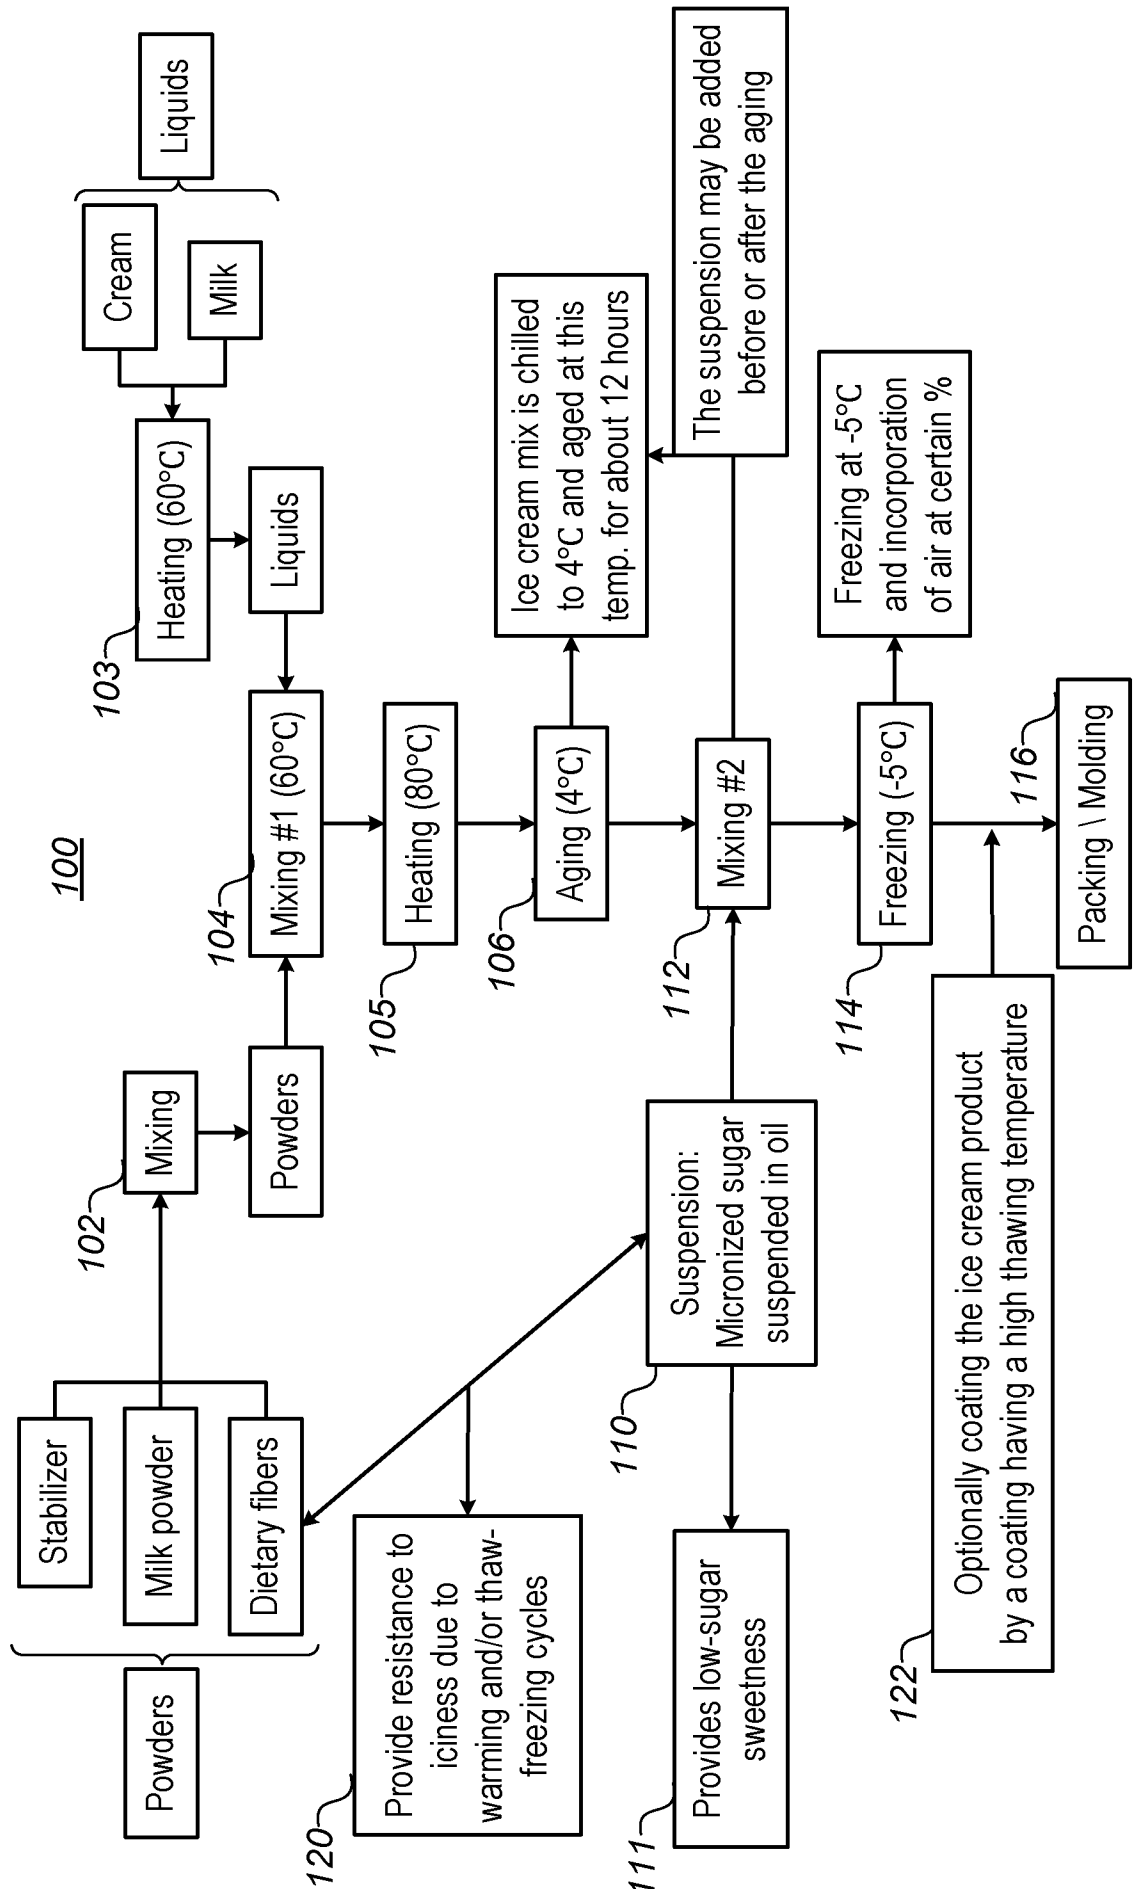 100
Powders
Stabilizer
Milk powder
Dietary fibers
102
Mixing
Powders
Cream
Milk
Liquids
103
Heating (60°C)
Liquids
104
Mixing #1 (60°C)
105
Heating (80°C)
106
Aging (4°C)
Ice cream mix is chilled
to 4°C and aged at this
temp. for about 12 hours
120
Provide resistance to
iciness due to
warming and/or thaw-
freezing cycles
111
Provides low-sugar
sweetness
110
Suspension:
Micronized sugar
suspended in oil
112
Mixing #2
The suspension may be added
before or after the aging
114
Freezing (-5°C)
Freezing at -5°C
and incorporation
of air at certain %
122
Optionally coating the ice cream product
by a coating having a high thawing temperature
116
Packing \ Molding